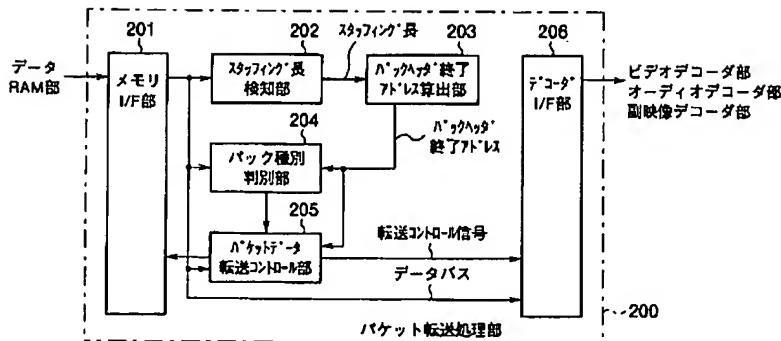 201
メモリ
I/F部
データ
RAM部
202
スタッフィング長
検知部
スタッフィング長
203
パックヘッダ終了
アドレス算出部
パックヘッダ
終了アドレス
204
パック種別
判別部
205
パケットデータ
転送コントロール部
転送コントロール信号
データバス
206
デコーダ
I/F部
ビデオデコーダ部
オーディオデコーダ部
副映像デコーダ部
200
パケット転送処理部